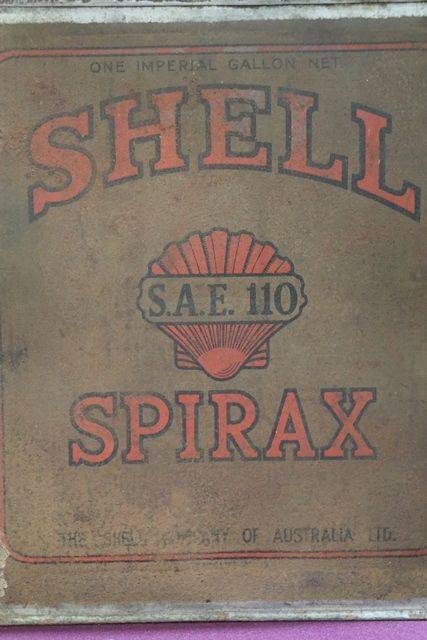 ONE IMPERIAL GALLON NET
SHELL
S.A.E. 110
SPIRAX
THE SHELL COMPANY OF AUSTRALIA LTD.